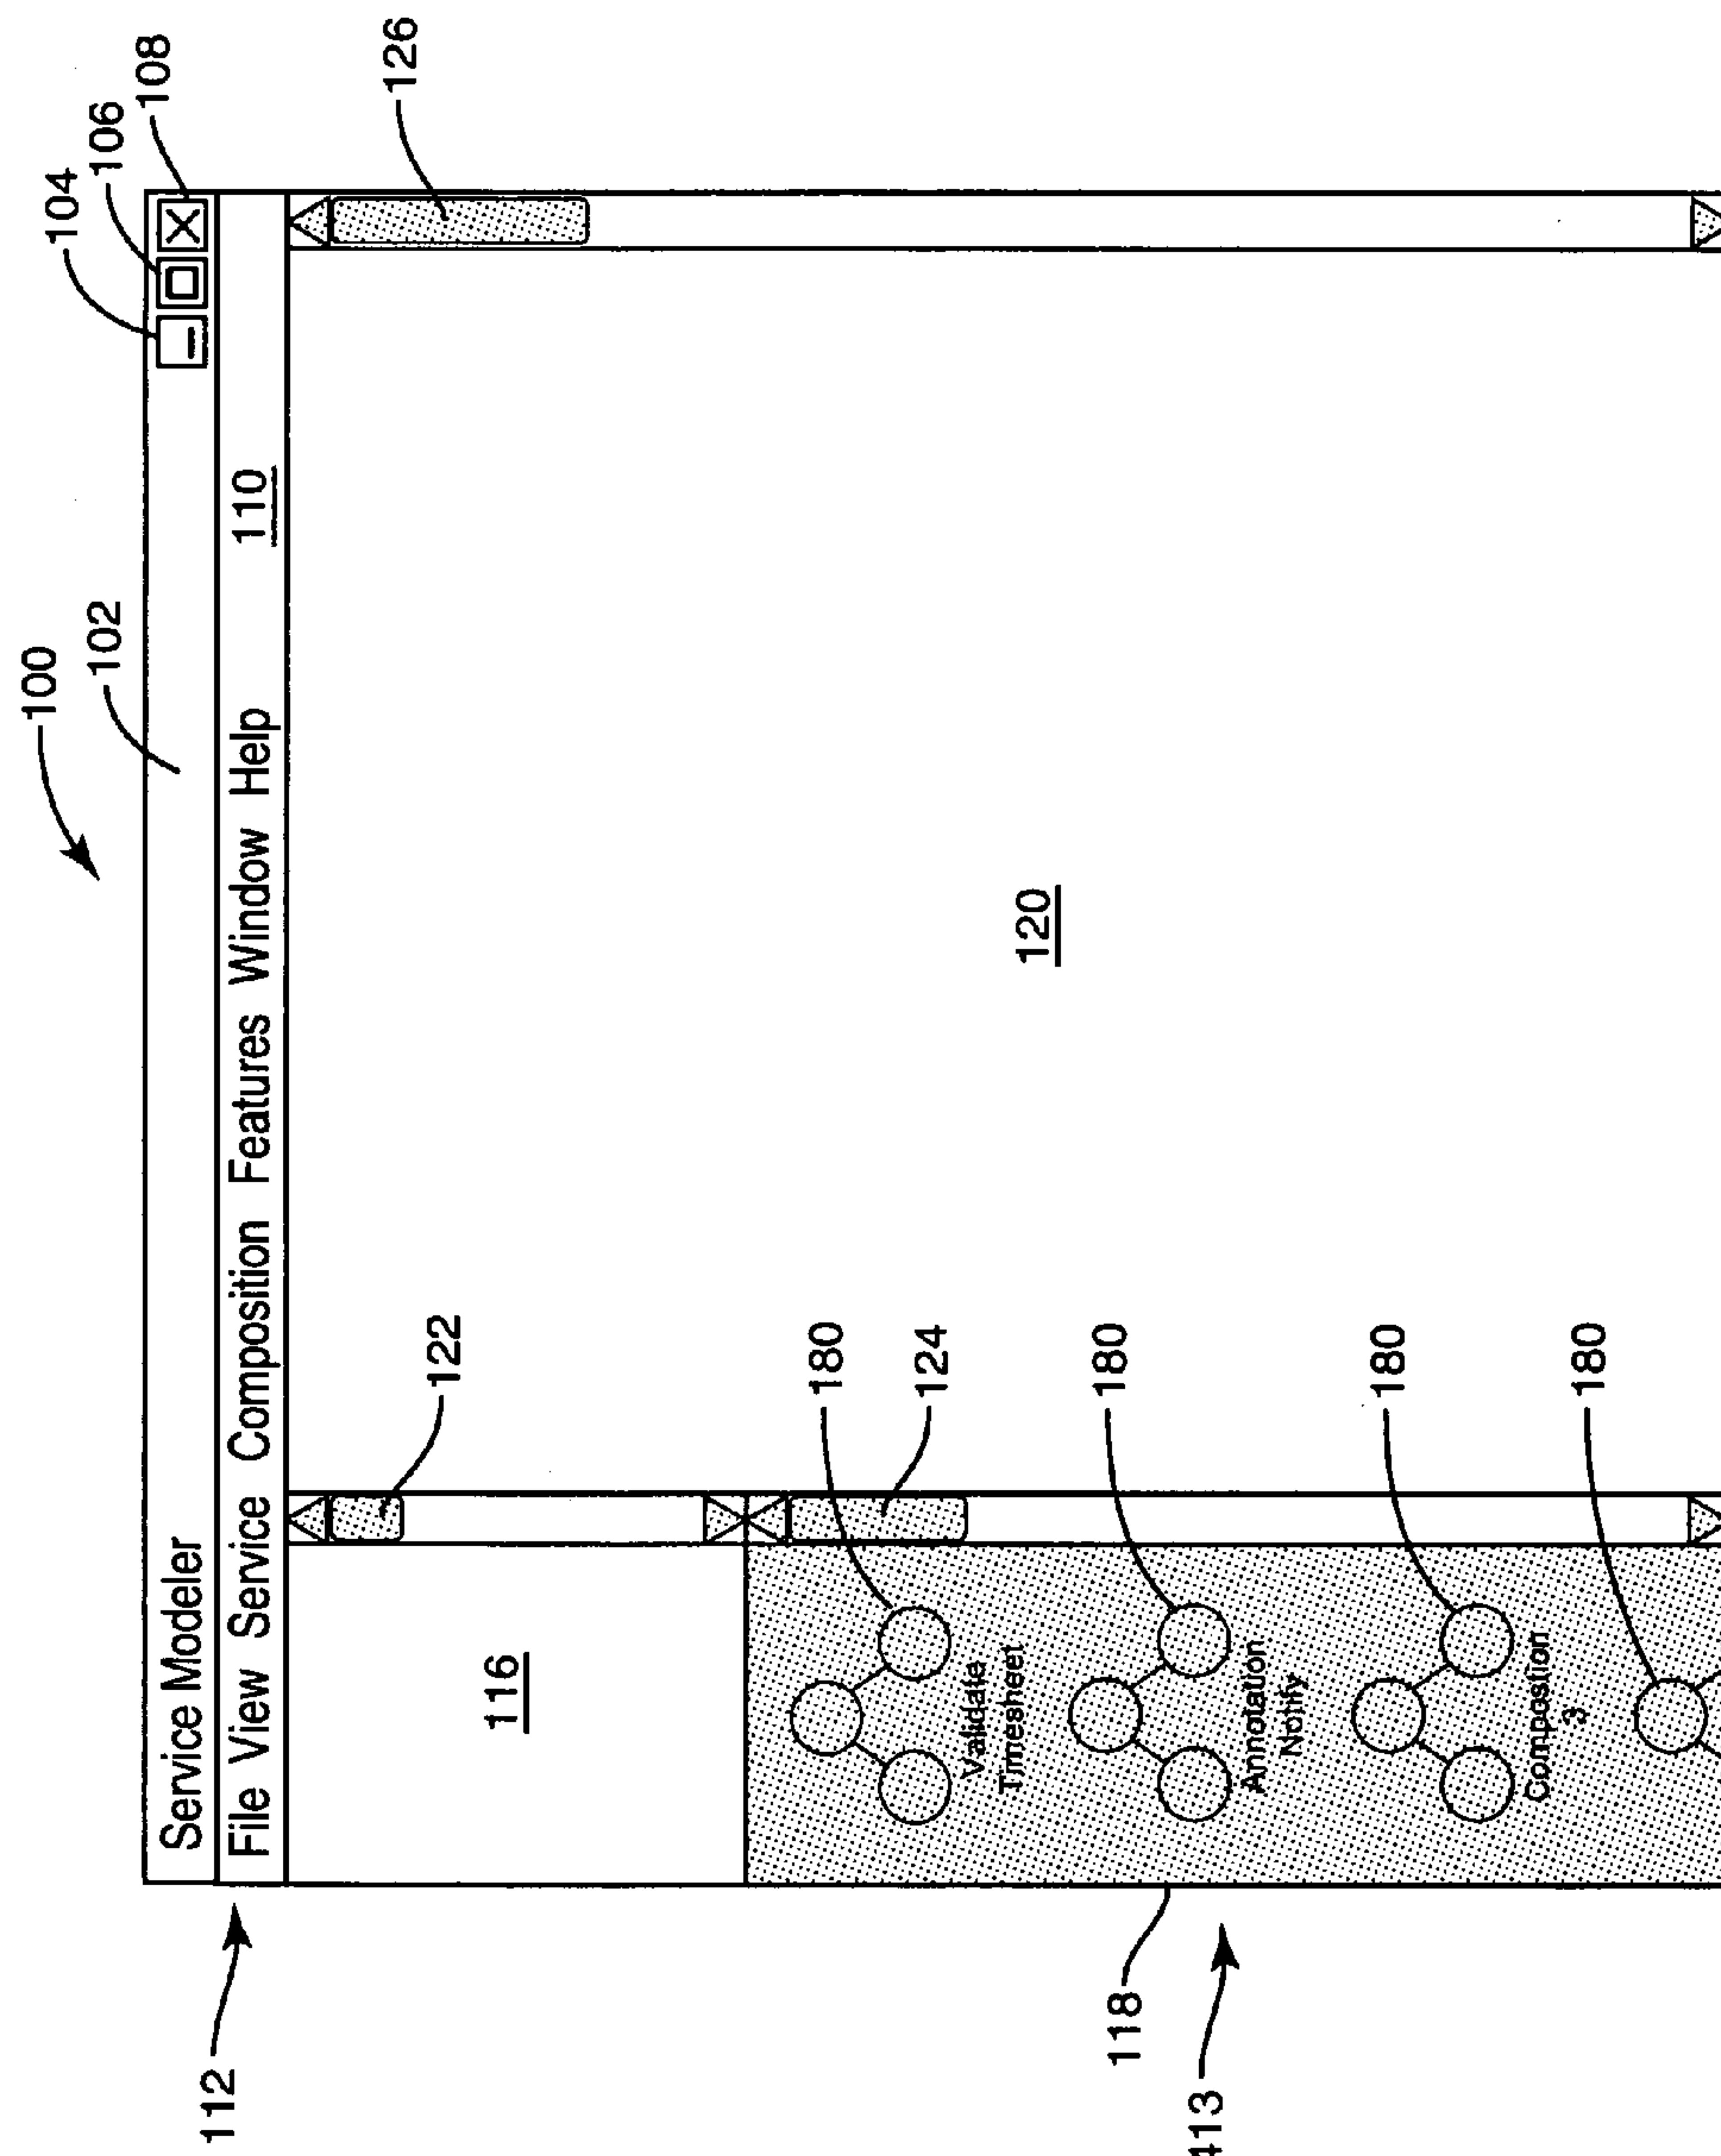 100
102
104
106
108
Service Modeler
112
File View Service Composition Features Window Help 110
126
122
116
120
180
124
Validate
Timesheet
180
118
Annotation
Notify
413
180
Composition
3
180